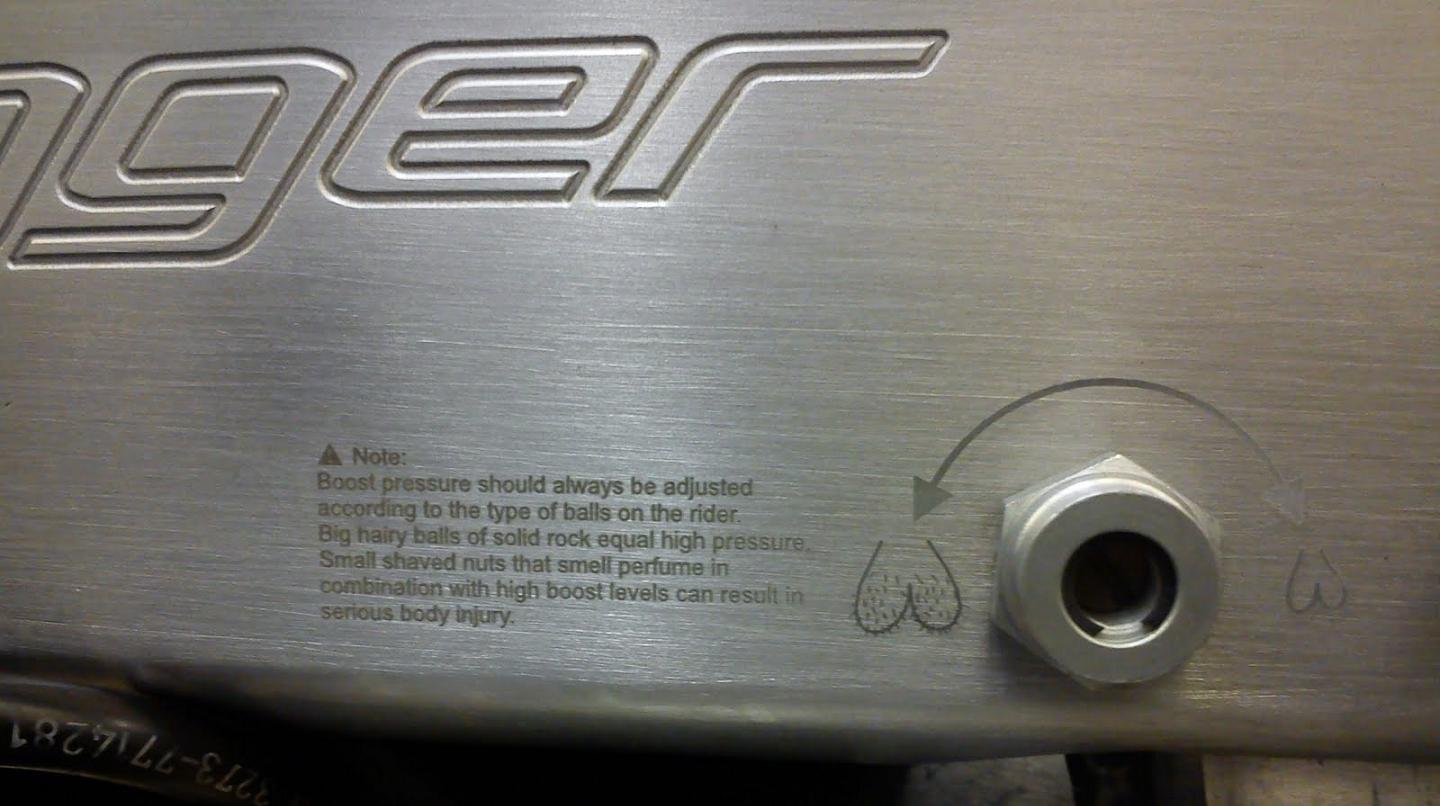 nger
Note:
Boost pressure should always be adjusted
according to the type of balls on the rider.
Big hairy balls of solid rock equal high pressure.
Small shaved nuts that smell perfume in
combination with high boost levels can result in
serious body injury.
3273-7714281